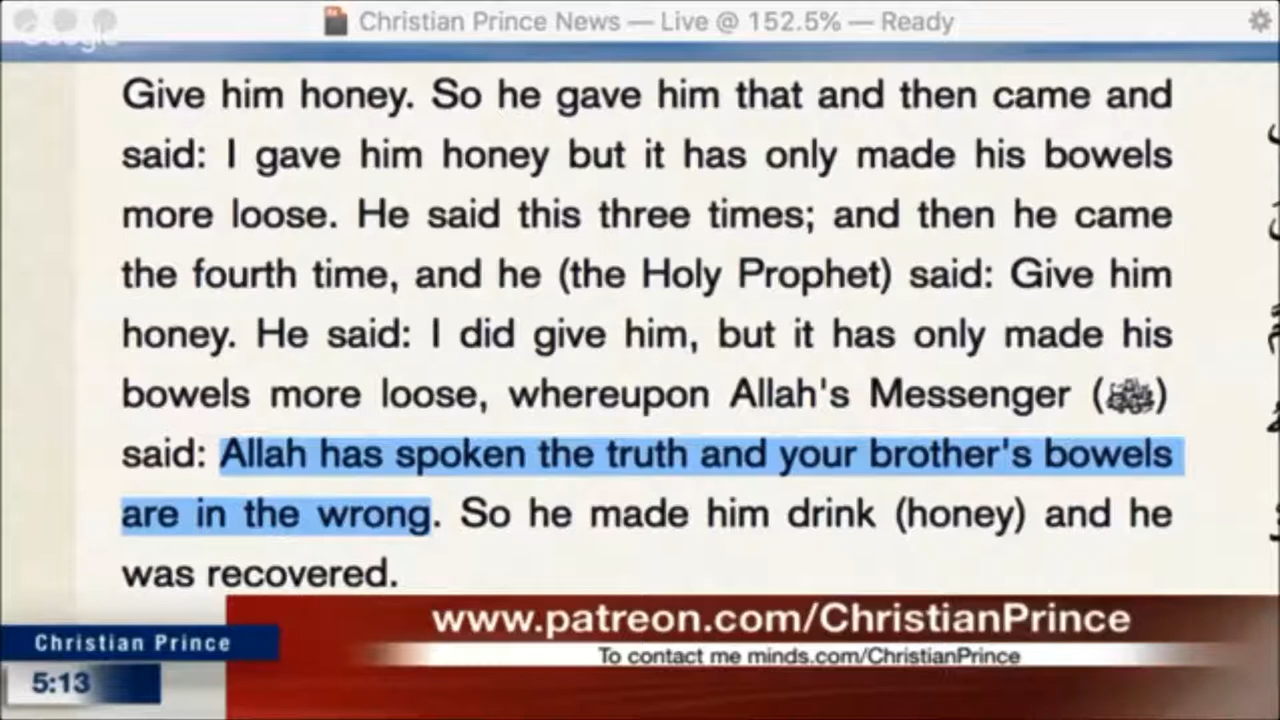 Christian Prince News — Live @ 152.5% — Ready
Google
Give him honey. So he gave him that and then came and
said: I gave him honey but it has only made his bowels
more loose. He said this three times; and then he came
the fourth time, and he (the Holy Prophet) said: Give him
honey. He said: I did give him, but it has only made his
bowels more loose, whereupon Allah's Messenger (ﷺ)
said: Allah has spoken the truth and your brother's bowels
are in the wrong. So he made him drink (honey) and he
was recovered.
www.patreon.com/ChristianPrince
Christian Prince
To contact me minds.com/ChristianPrince
5:13